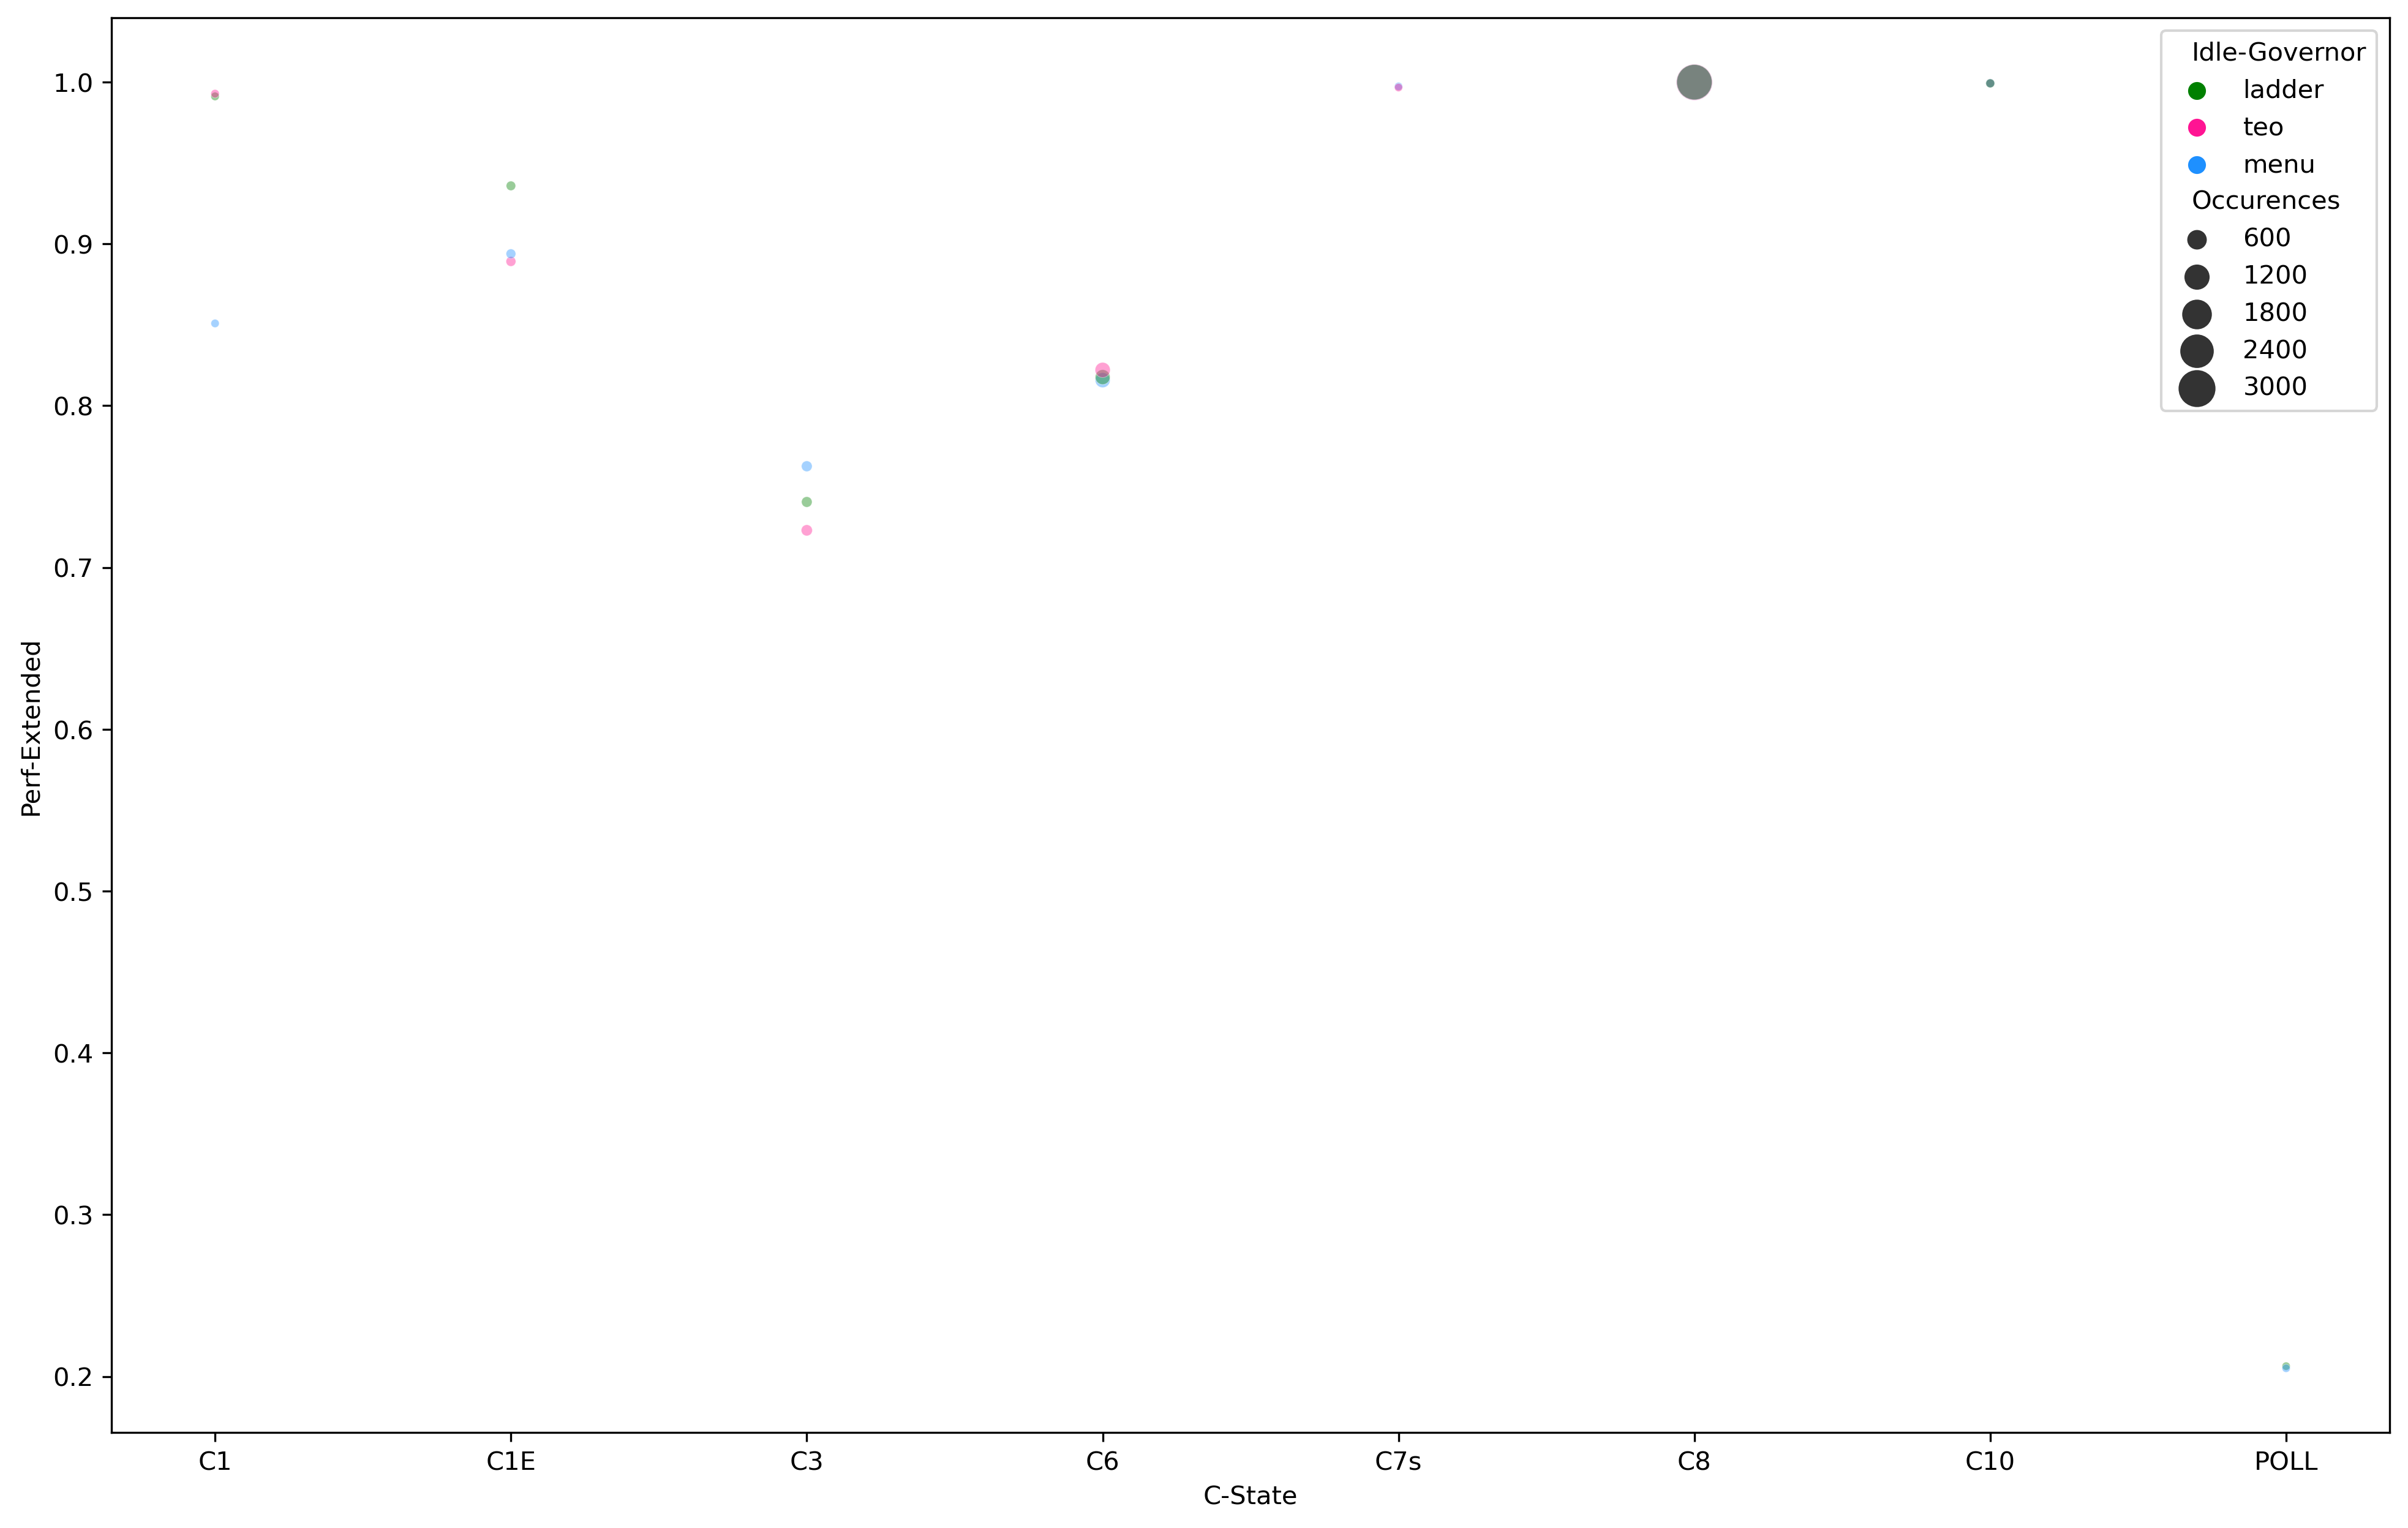 Idle-Governor
ladder
teo
menu
Occurences
600
1200
1800
2400
3000
1.0
0.9
0.8
0.7
0.6
0.5
0.4
0.3
0.2
Perf-Extended
C1 C1E C3 C6 C7s C8 C10 POLL
C-State